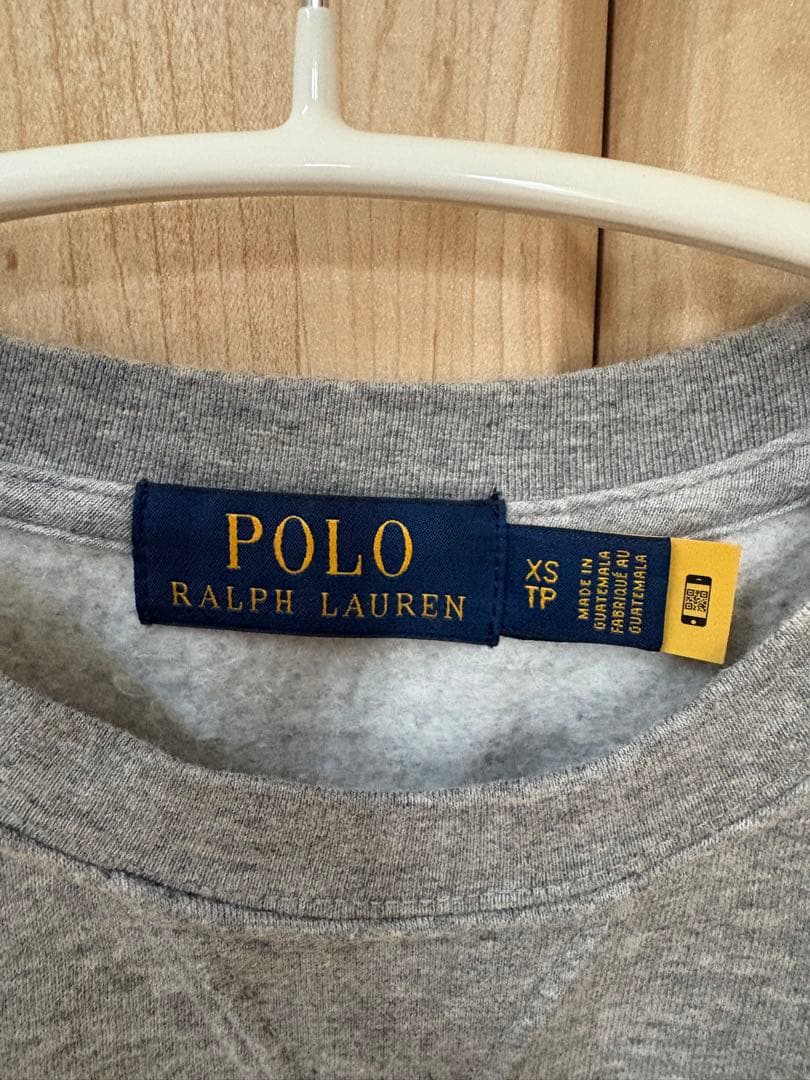 POLO
RALPH LAUREN
XS
TP
MADE IN
GUATEMALA
FABRIQUÉ AU
GUATEMALA